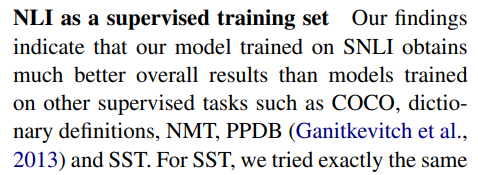 NLI as a supervised training set Our findings
indicate that our model trained on SNLI obtains
much better overall results than models trained
on other supervised tasks such as COCO, dictio-
nary definitions, NMT, PPDB (Ganitkevitch et al.,
2013) and SST. For SST, we tried exactly the same